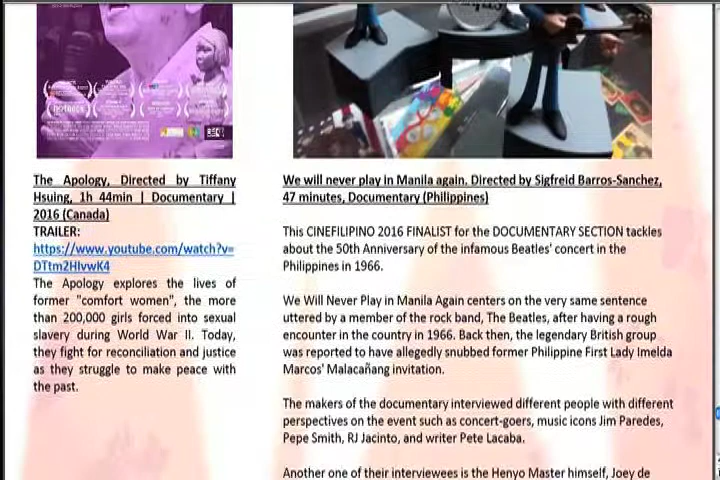 The Apology, Directed by Tiffany
Hsuing, 1h 44min | Documentary |
2016 (Canada)
TRAILER:
https://www.youtube.com/watch?v=
DTtm2HIvwK4
The Apology explores the lives of
former "comfort women", the more
than 200,000 girls forced into sexual
slavery during World War II. Today,
they fight for reconciliation and justice
as they struggle to make peace with
the past.
We will never play in Manila again. Directed by Sigfreid Barros-Sanchez,
47 minutes, Documentary (Philippines)
This CINEFILIPINO 2016 FINALIST for the DOCUMENTARY SECTION tackles
about the 50th Anniversary of the infamous Beatles' concert in the
Philippines in 1966.
We Will Never Play in Manila Again centers on the very same sentence
uttered by a member of the rock band, The Beatles, after having a rough
encounter in the country in 1966. Back then, the legendary British group
was reported to have allegedly snubbed former Philippine First Lady Imelda
Marcos' Malacañang invitation.
The makers of the documentary interviewed different people with different
perspectives on the event such as concert-goers, music icons Jim Paredes,
Pepe Smith, RJ Jacinto, and writer Pete Lacaba.
Another one of their interviewees is the Henyo Master himself, Joey de